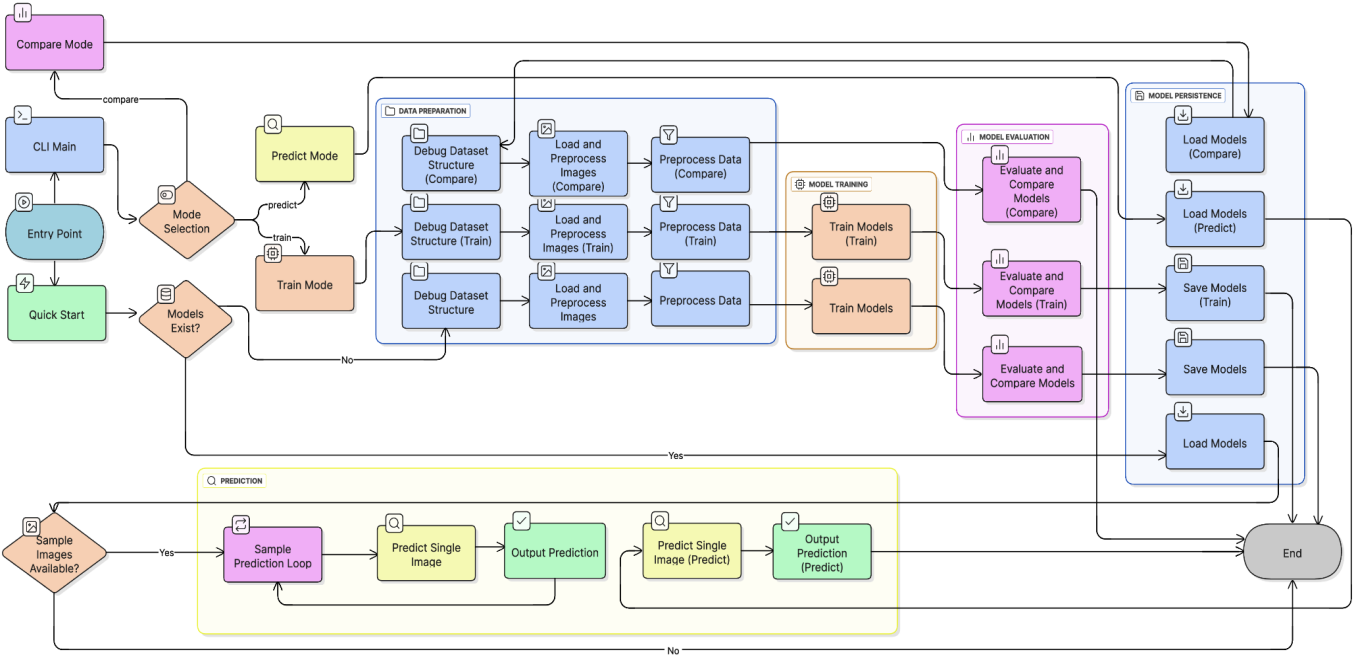 Compare Mode
compare
CLI Main
Entry Point
Quick Start
Mode
Selection
Models
Exist?
predict
train
Predict Mode
Train Mode
No
Yes
DATA PREPARATION
Debug Dataset
Structure
(Compare)
Load and
Preprocess
Images
(Compare)
Preprocess Data
(Compare)
Debug Dataset
Structure (Train)
Load and
Preprocess
Images (Train)
Preprocess Data
(Train)
Debug Dataset
Structure
Load and
Preprocess
Images
Preprocess Data
MODEL TRAINING
Train Models
(Train)
Train Models
MODEL EVALUATION
Evaluate and
Compare
Models
(Compare)
Evaluate and
Compare
Models (Train)
Evaluate and
Compare Models
MODEL PERSISTENCE
Load Models
(Compare)
Load Models
(Predict)
Save Models
(Train)
Save Models
Load Models
PREDICTION
Sample
Images
Available?
Yes
Sample
Prediction Loop
Predict Single
Image
Output Prediction
Predict Single
Image (Predict)
Output
Prediction
(Predict)
End
No